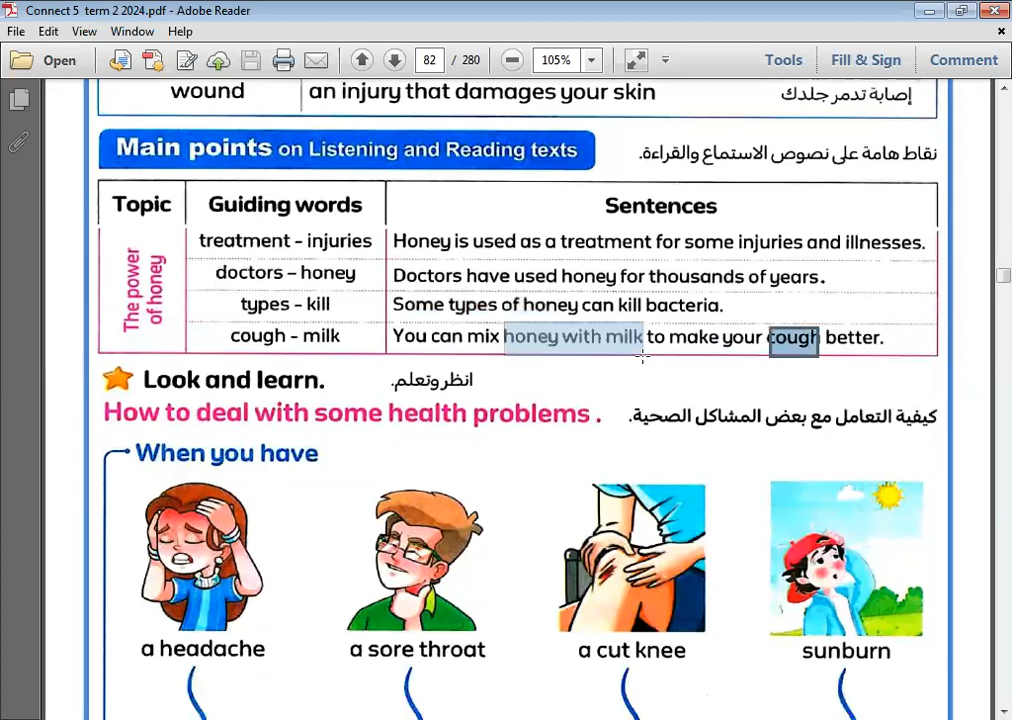 Connect 5 term 2 2024.pdf - Adobe Reader
File Edit View Window Help
Open 82 / 280 105% Tools Fill & Sign Comment
wound an injury that damages your skin إصابة تدمر جلدك
Main points on Listening and Reading texts نقاط هامة على نصوص الاستماع والقراءة.
Topic Guiding words Sentences
The power of honey
treatment - injuries Honey is used as a treatment for some injuries and illnesses.
doctors - honey Doctors have used honey for thousands of years.
types - kill Some types of honey can kill bacteria.
cough - milk You can mix honey with milk to make your cough better.
Look and learn. انظر وتعلم.
How to deal with some health problems . كيفية التعامل مع بعض المشاكل الصحية.
When you have
a headache a sore throat a cut knee sunburn